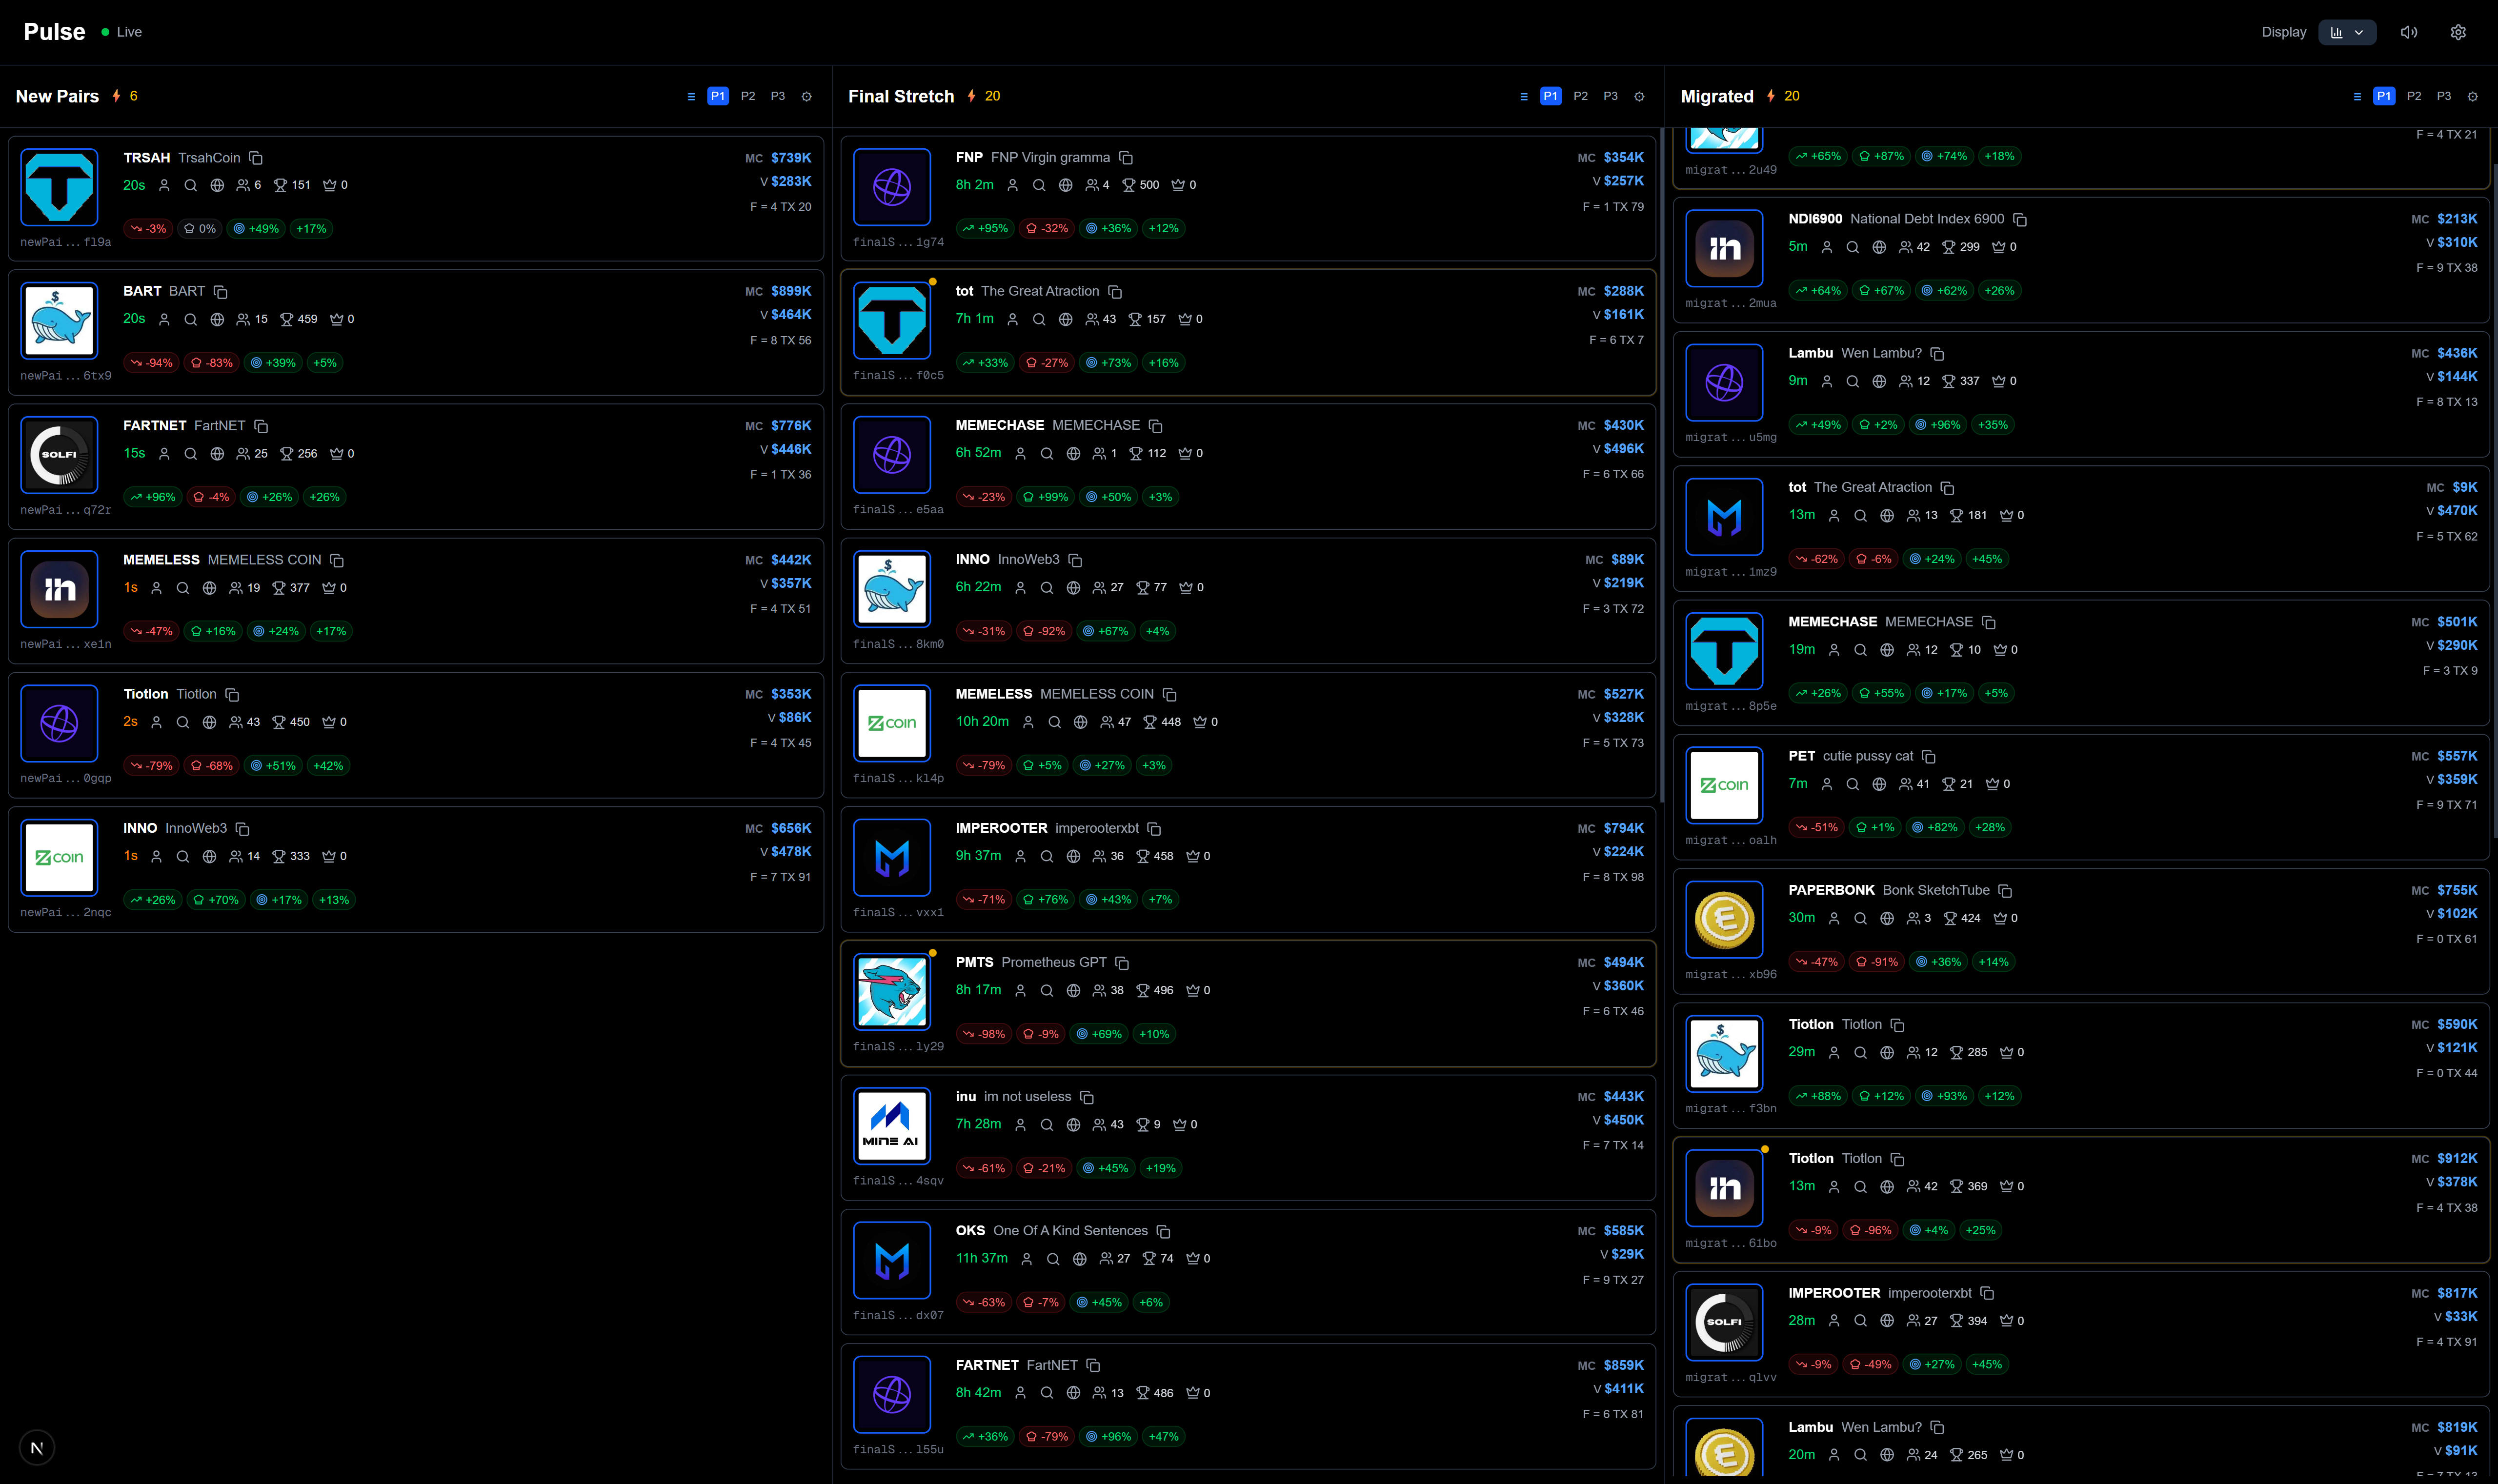 Pulse Live
Display
New Pairs 6
P1 P2 P3
TRSAH TrsahCoin
MC $739K
20s 6 151 0
V $283K
F = 4 TX 20
-3% 0% +49% +17%
newPai...fl9a
BART BART
MC $899K
20s 15 459 0
V $464K
F = 8 TX 56
$
-94% -83% +39% +5%
newPai...6tx9
FARTNET FartNET
MC $776K
15s 25 256 0
V $446K
F = 1 TX 36
SOLFI
-4%
+96% -4% +26% +26%
newPai...q72r
MEMELESS MEMELESS COIN
MC $442K
1s 19 377 0
V $357K
F = 4 TX 51
in
-47% +16% +24% +17%
newPai...xe1n
Tiotlon Tiotlon
MC $353K
2s 43 450 0
V $86K
F = 4 TX 45
-79% -68% +51% +42%
newPai...0gqp
INNO InnoWeb3
MC $656K
1s 14 333 0
V $478K
F = 7 TX 91
ZCOIN
+26% +70% +17% +13%
newPai...2nqc
N
Final Stretch 20
P1 P2 P3
FNP FNP Virgin gramma
MC $354K
8h 2m 4 500 0
V $257K
F = 1 TX 79
+95% -32% +36% +12%
finalS...1g74
tot The Great Atraction
MC $288K
7h 1m 43 157 0
V $161K
F = 6 TX 7
+33% -27% +73% +16%
finalS...f0c5
MEMECHASE MEMECHASE
MC $430K
6h 52m 1 112 0
V $496K
F = 6 TX 66
-23% +99% +50% +3%
finalS...e5aa
INNO InnoWeb3
MC $89K
6h 22m 27 77 0
V $219K
F = 3 TX 72
$
-31% -92% +67% +4%
finalS...8km0
MEMELESS MEMELESS COIN
MC $527K
10h 20m 47 448 0
V $328K
F = 5 TX 73
ZCOIN
-79% +5% +27% +3%
finalS...kl4p
IMPEROOTER imperooterxbt
MC $794K
9h 37m 36 458 0
V $224K
F = 8 TX 98
-71% +76% +43% +7%
finalS...vxx1
PMTS Prometheus GPT
MC $494K
8h 17m 38 496 0
V $360K
F = 6 TX 46
-98% -9% +69% +10%
finalS...ly29
inu im not useless
MC $443K
7h 28m 43 9 0
V $450K
F = 7 TX 14
MINE AI
-61% -21% +45% +19%
finalS...4sqv
OKS One Of A Kind Sentences
MC $585K
11h 37m 27 74 0
V $29K
F = 9 TX 27
-63% -7% +45% +6%
finalS...dx07
FARTNET FartNET
MC $859K
8h 42m 13 486 0
V $411K
F = 6 TX 81
+36% -79% +96% +47%
finalS...l55u
Migrated 20
P1 P2 P3
F = 4 TX 21
+65% +87% +74% +18%
migrat...2u49
NDI6900 National Debt Index 6900
MC $213K
5m 42 299 0
V $310K
F = 9 TX 38
in
+64% +67% +62% +26%
migrat...2mua
Lambu Wen Lambu?
MC $436K
9m 12 337 0
V $144K
F = 8 TX 13
+49% +2% +96% +35%
migrat...u5mg
tot The Great Atraction
MC $9K
13m 13 181 0
V $470K
F = 5 TX 62
-62% -6% +24% +45%
migrat...1mz9
MEMECHASE MEMECHASE
MC $501K
19m 12 10 0
V $290K
F = 3 TX 9
+26% +55% +17% +5%
migrat...8p5e
PET cutie pussy cat
MC $557K
7m 41 21 0
V $359K
F = 9 TX 71
ZCOIN
-51% +1% +82% +28%
migrat...oalh
PAPERBONK Bonk SketchTube
MC $755K
30m 3 424 0
V $102K
F = 0 TX 61
-47% -91% +36% +14%
migrat...xb96
Tiotlon Tiotlon
MC $590K
29m 12 285 0
V $121K
F = 0 TX 44
$
+88% +12% +93% +12%
migrat...f3bn
Tiotlon Tiotlon
MC $912K
13m 42 369 0
V $378K
F = 4 TX 38
in
-9% -96% +4% +25%
migrat...61bo
IMPEROOTER imperooterxbt
MC $817K
28m 27 394 0
V $33K
F = 4 TX 91
SOLFI
-9% -49% +27% +45%
migrat...qlvv
Lambu Wen Lambu?
MC $819K
20m 24 265 0
V $91K